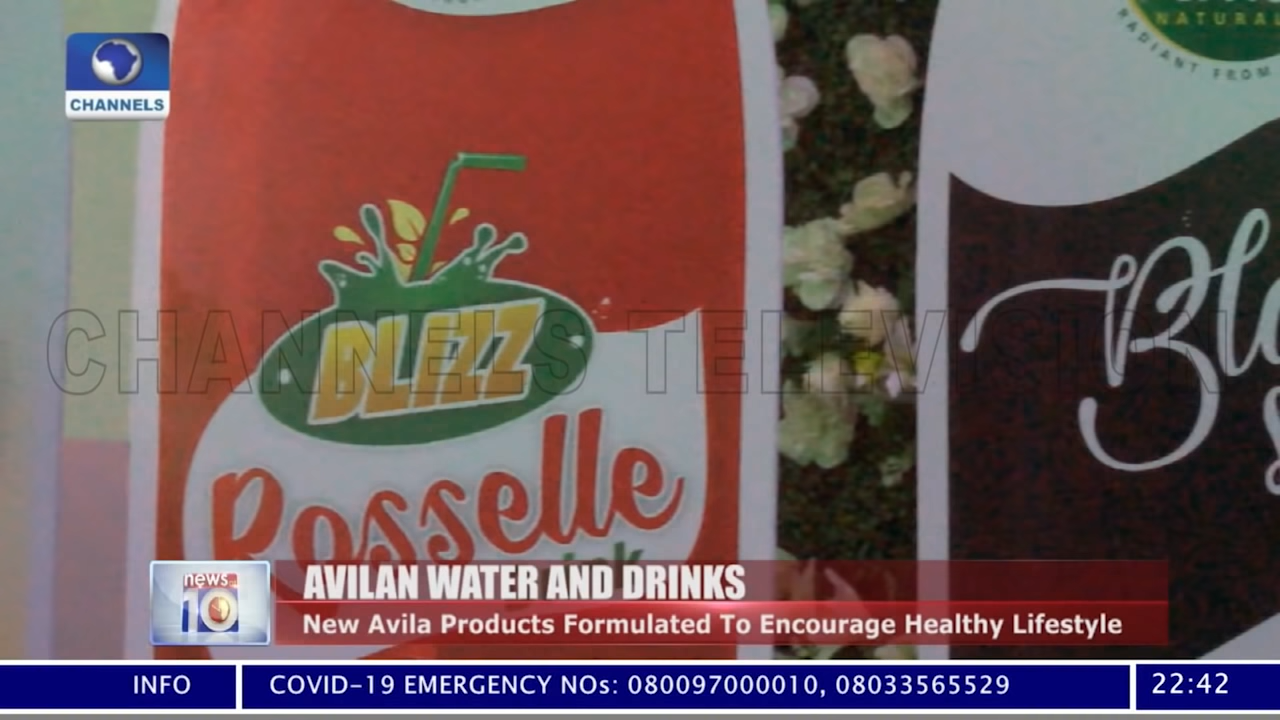 NATURAL
RADIANT FROM
CHANNELS
CHANNELS TELEVISION
BLIZZ
Rosselle
news
10
AVILAN WATER AND DRINKS
New Avila Products Formulated To Encourage Healthy Lifestyle
INFO
COVID-19 EMERGENCY NOs: 080097000010, 08033565529
22:42